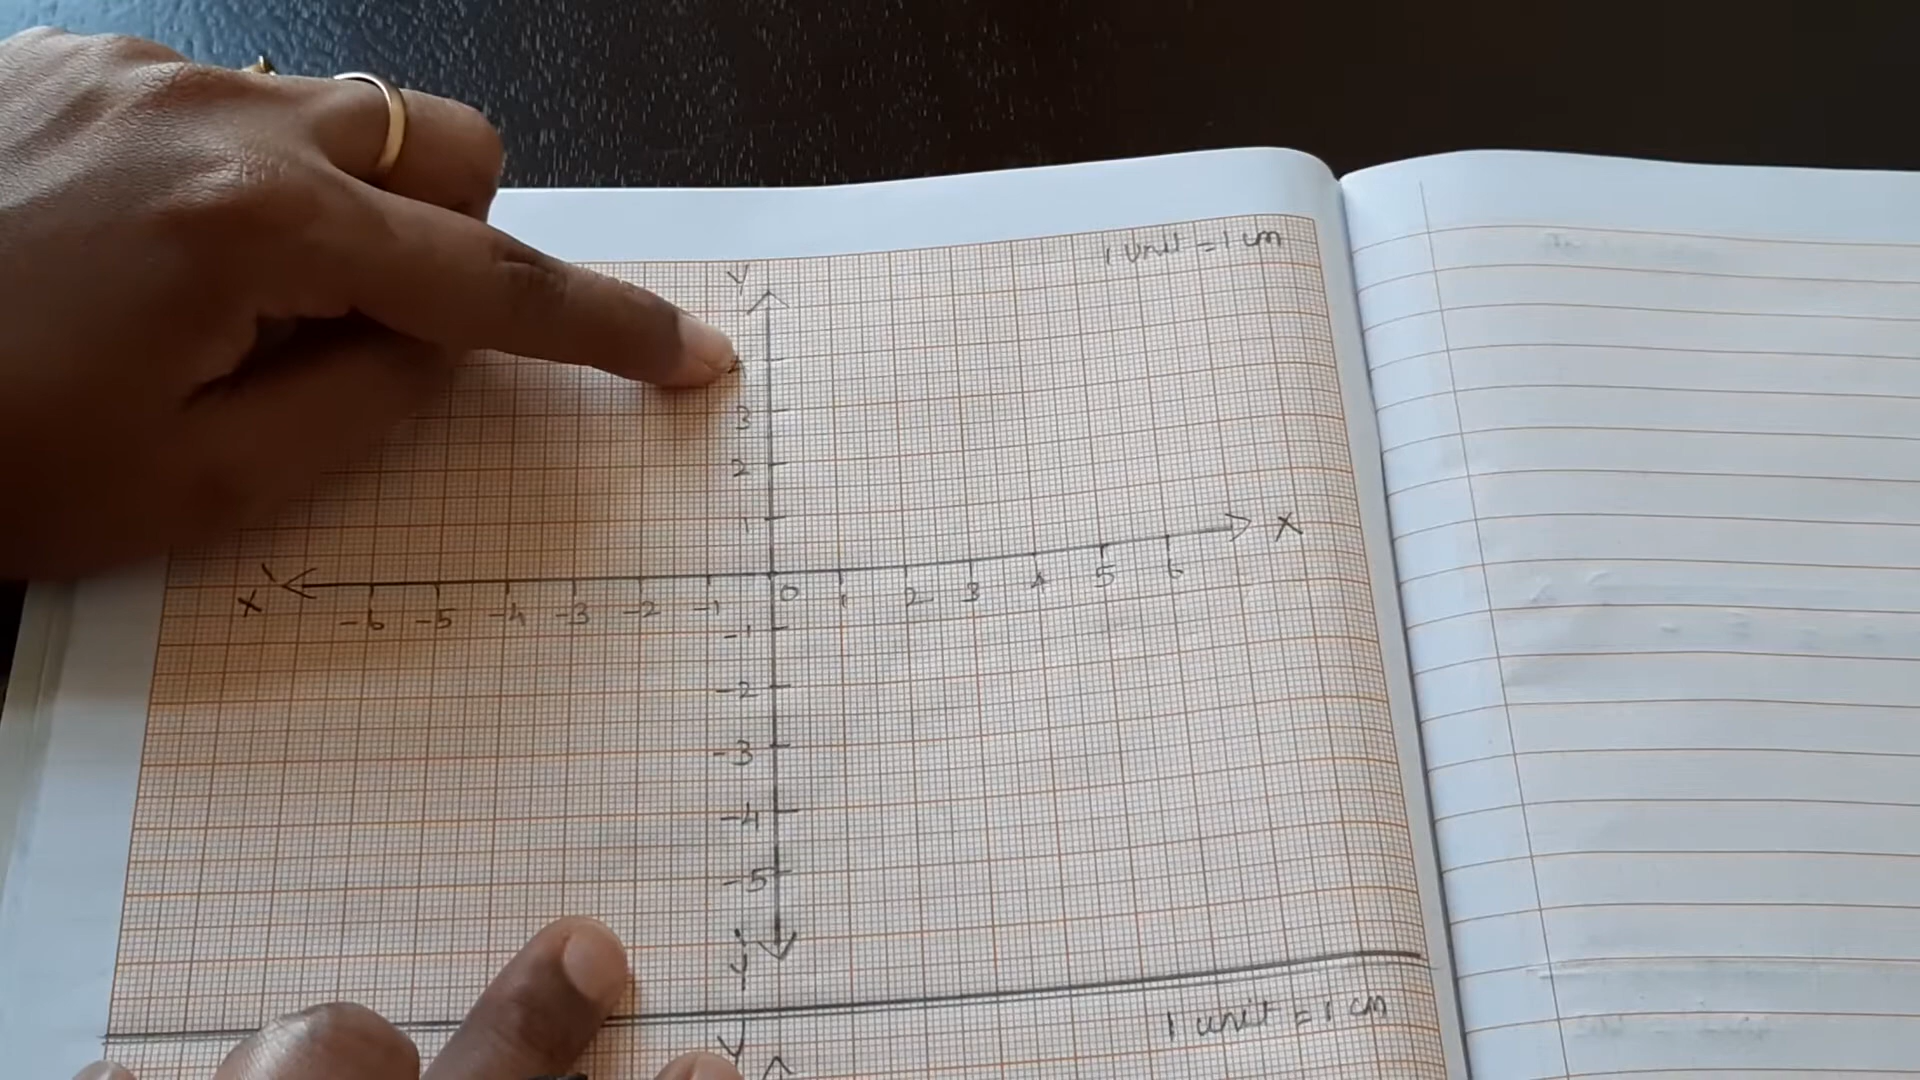 1 unit = 1 cm
Y
4
3
2
1
X' -6 -5 -4 -3 -2 -1 0 1 2 3 4 5 6 X
-1
-2
-3
-4
-5
Y'
1 unit = 1 cm
Y